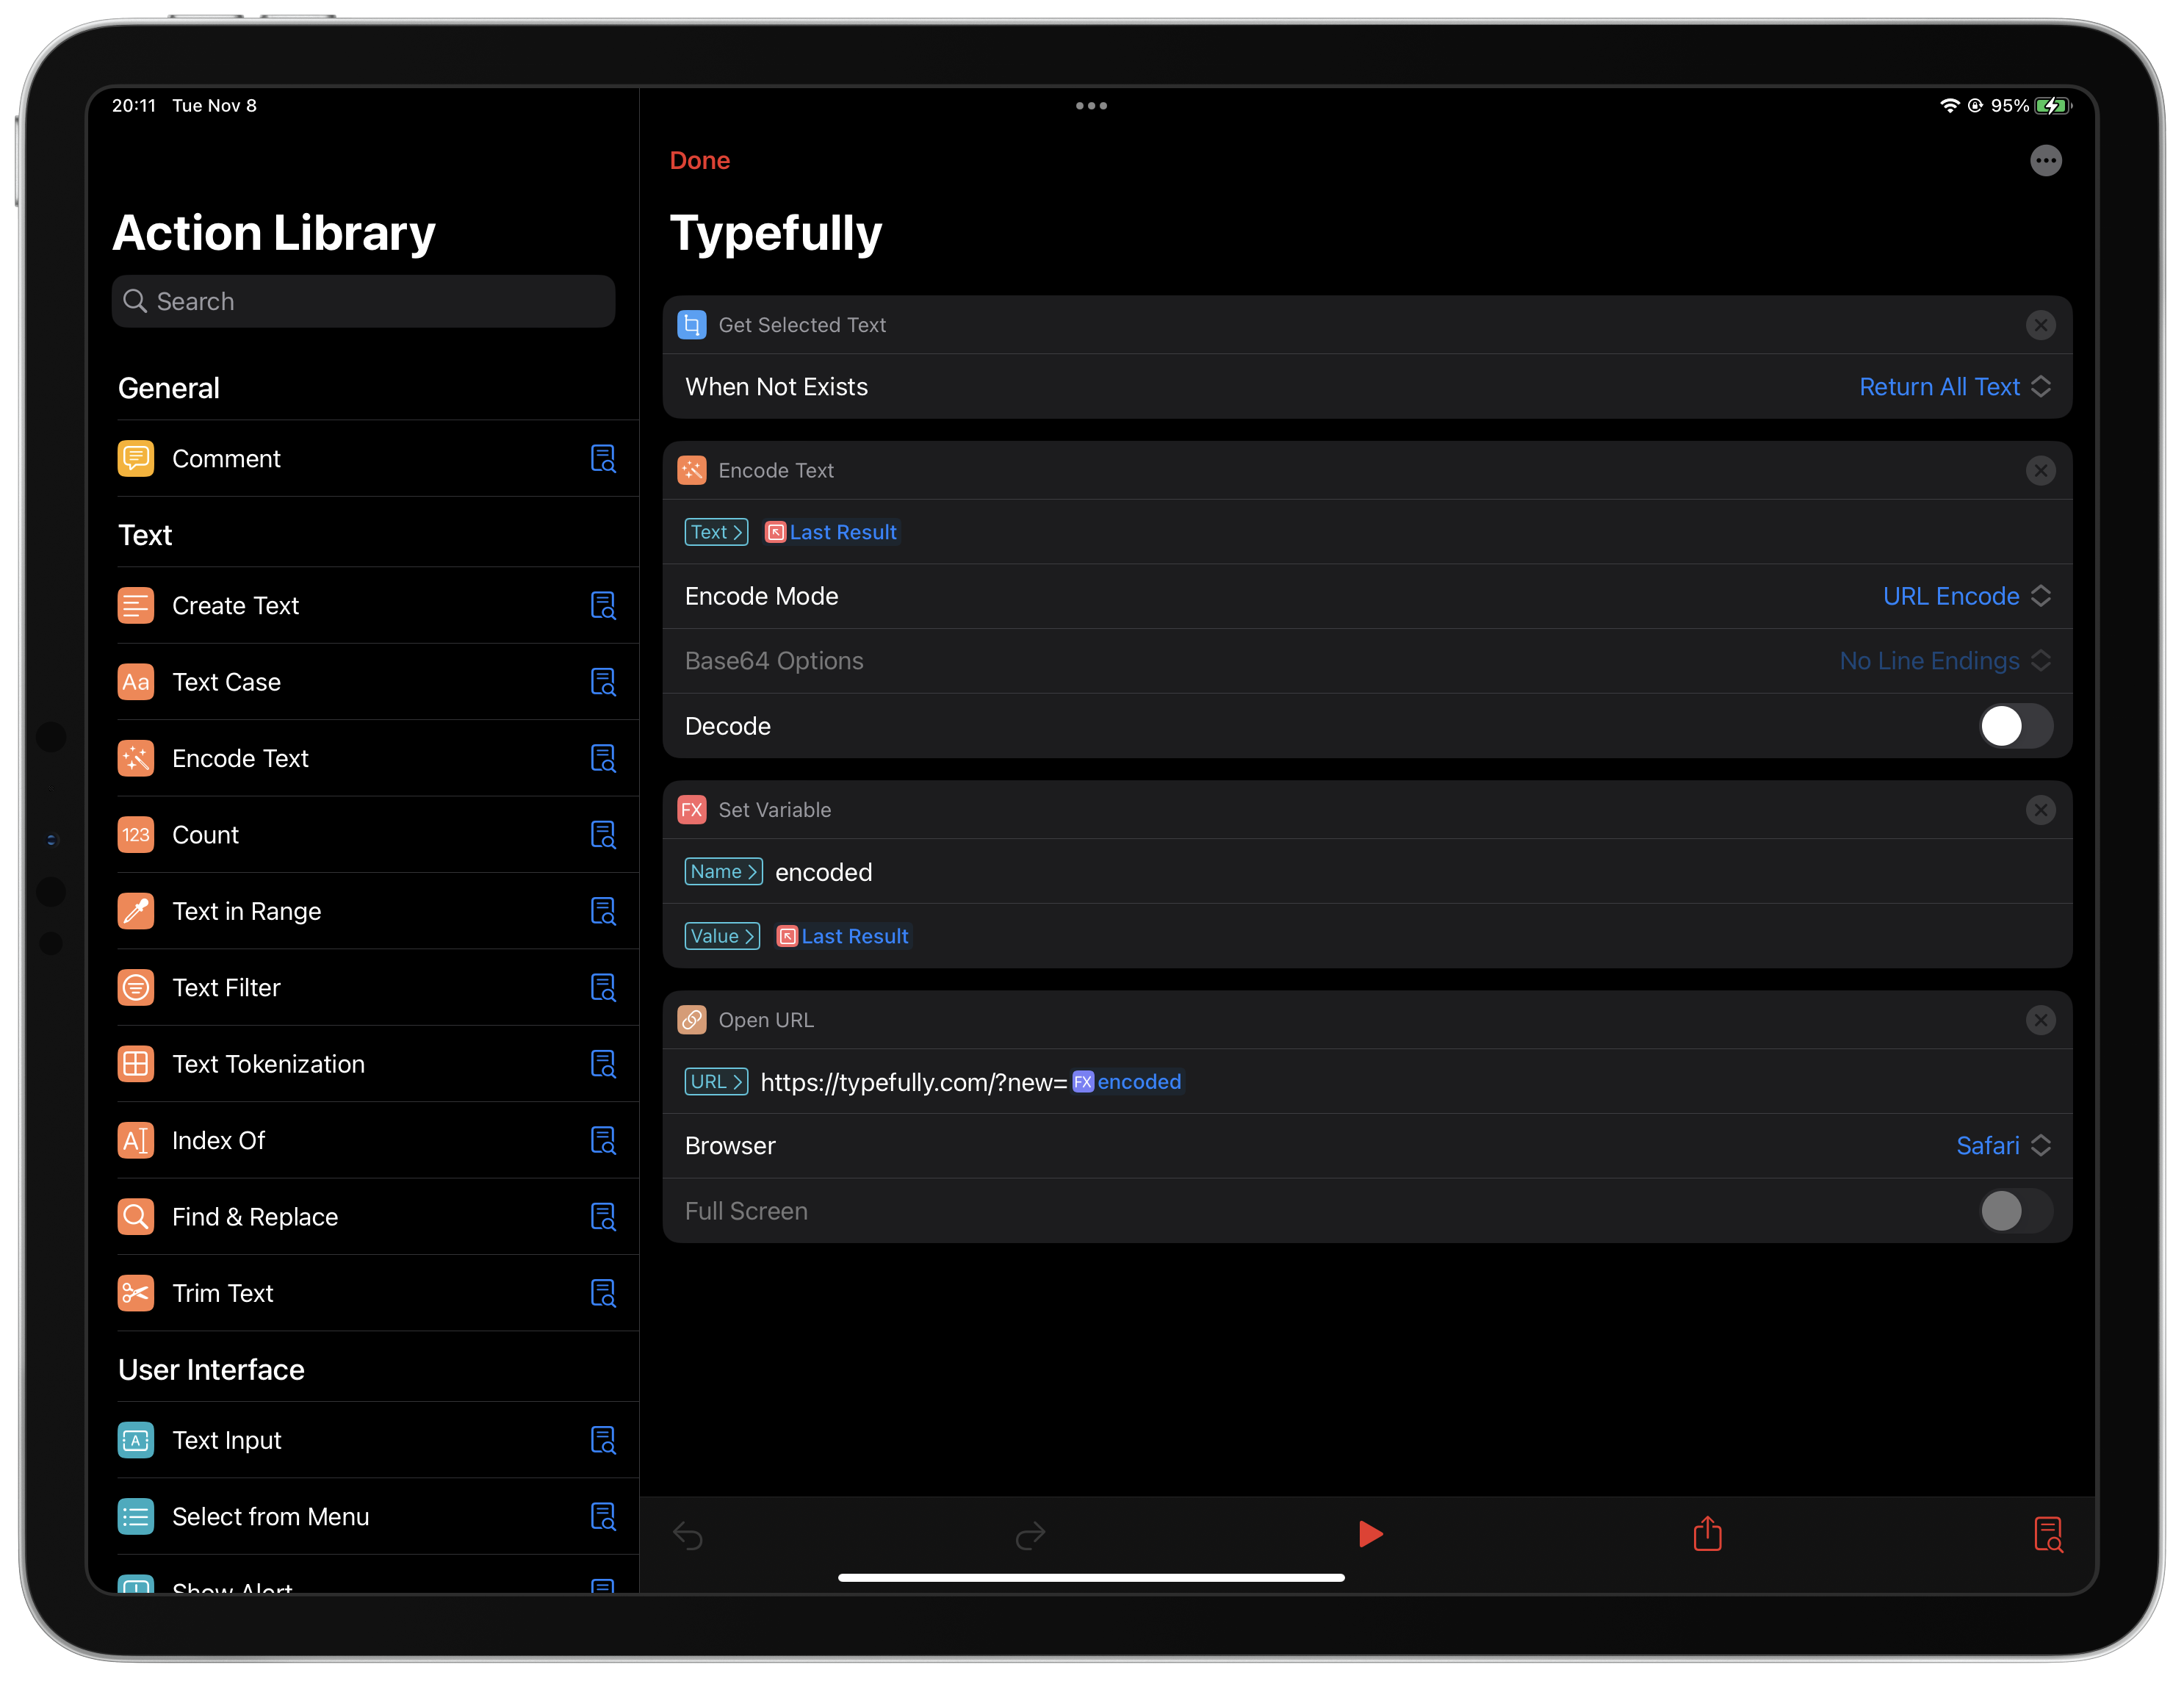 20:11 Tue Nov 8
95%
Action Library
Search
General
Comment
Text
Create Text
Aa Text Case
Encode Text
123 Count
Text in Range
Text Filter
Text Tokenization
A Index Of
Find & Replace
Trim Text
User Interface
A Text Input
Select from Menu
Show Alert
Done
Typefully
Get Selected Text
When Not Exists Return All Text
Encode Text
Text Last Result
Encode Mode URL Encode
Base64 Options No Line Endings
Decode
FX Set Variable
Name encoded
Value Last Result
Open URL
URL https://typefully.com/?new= FX encoded
Browser Safari
Full Screen